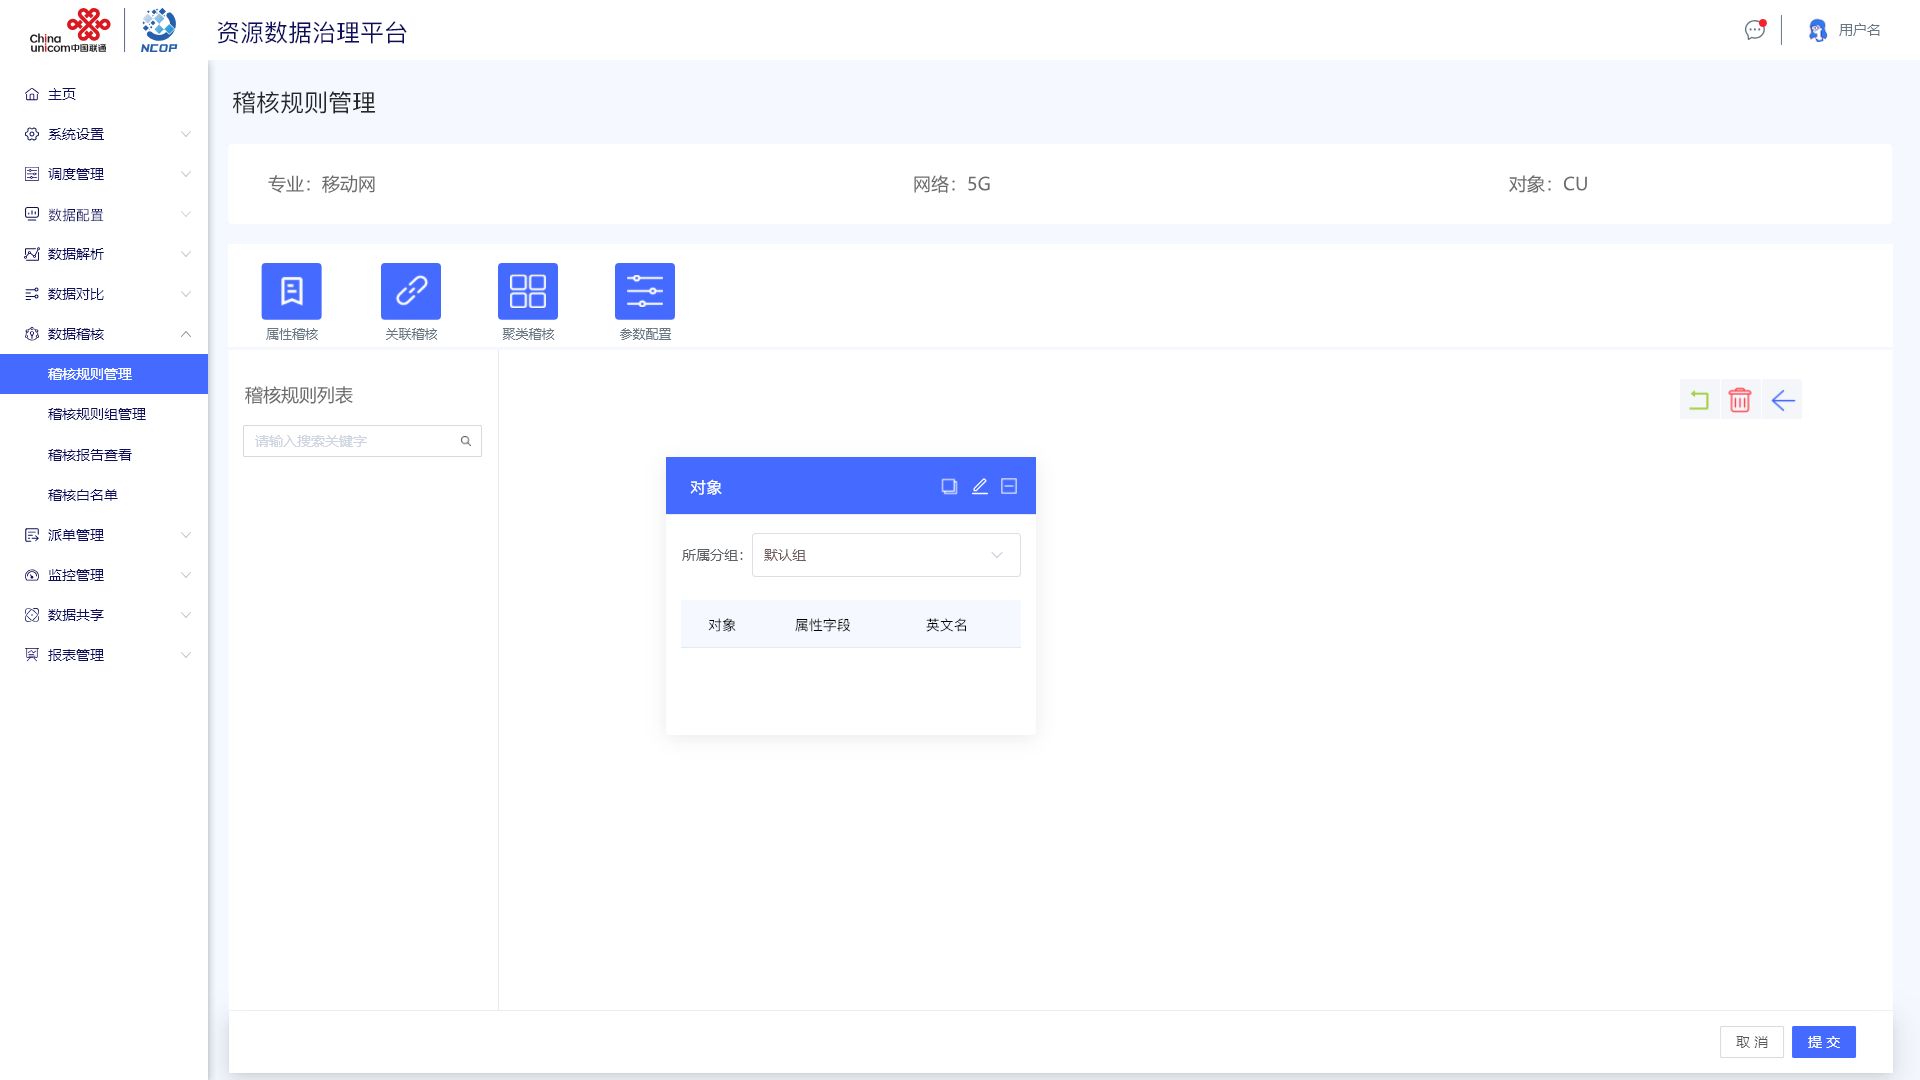 China
unicom中国联通
NCOP
资源数据治理平台
用户名
主页
系统设置
调度管理
数据配置
数据解析
数据对比
数据稽核
稽核规则管理
稽核规则组管理
稽核报告查看
稽核白名单
派单管理
监控管理
数据共享
报表管理
稽核规则管理
专业：移动网
网络：5G
对象：CU
属性稽核
关联稽核
聚类稽核
参数配置
稽核规则列表
请输入搜索关键字
对象
所属分组：
默认组
对象
属性字段
英文名
取 消
提 交